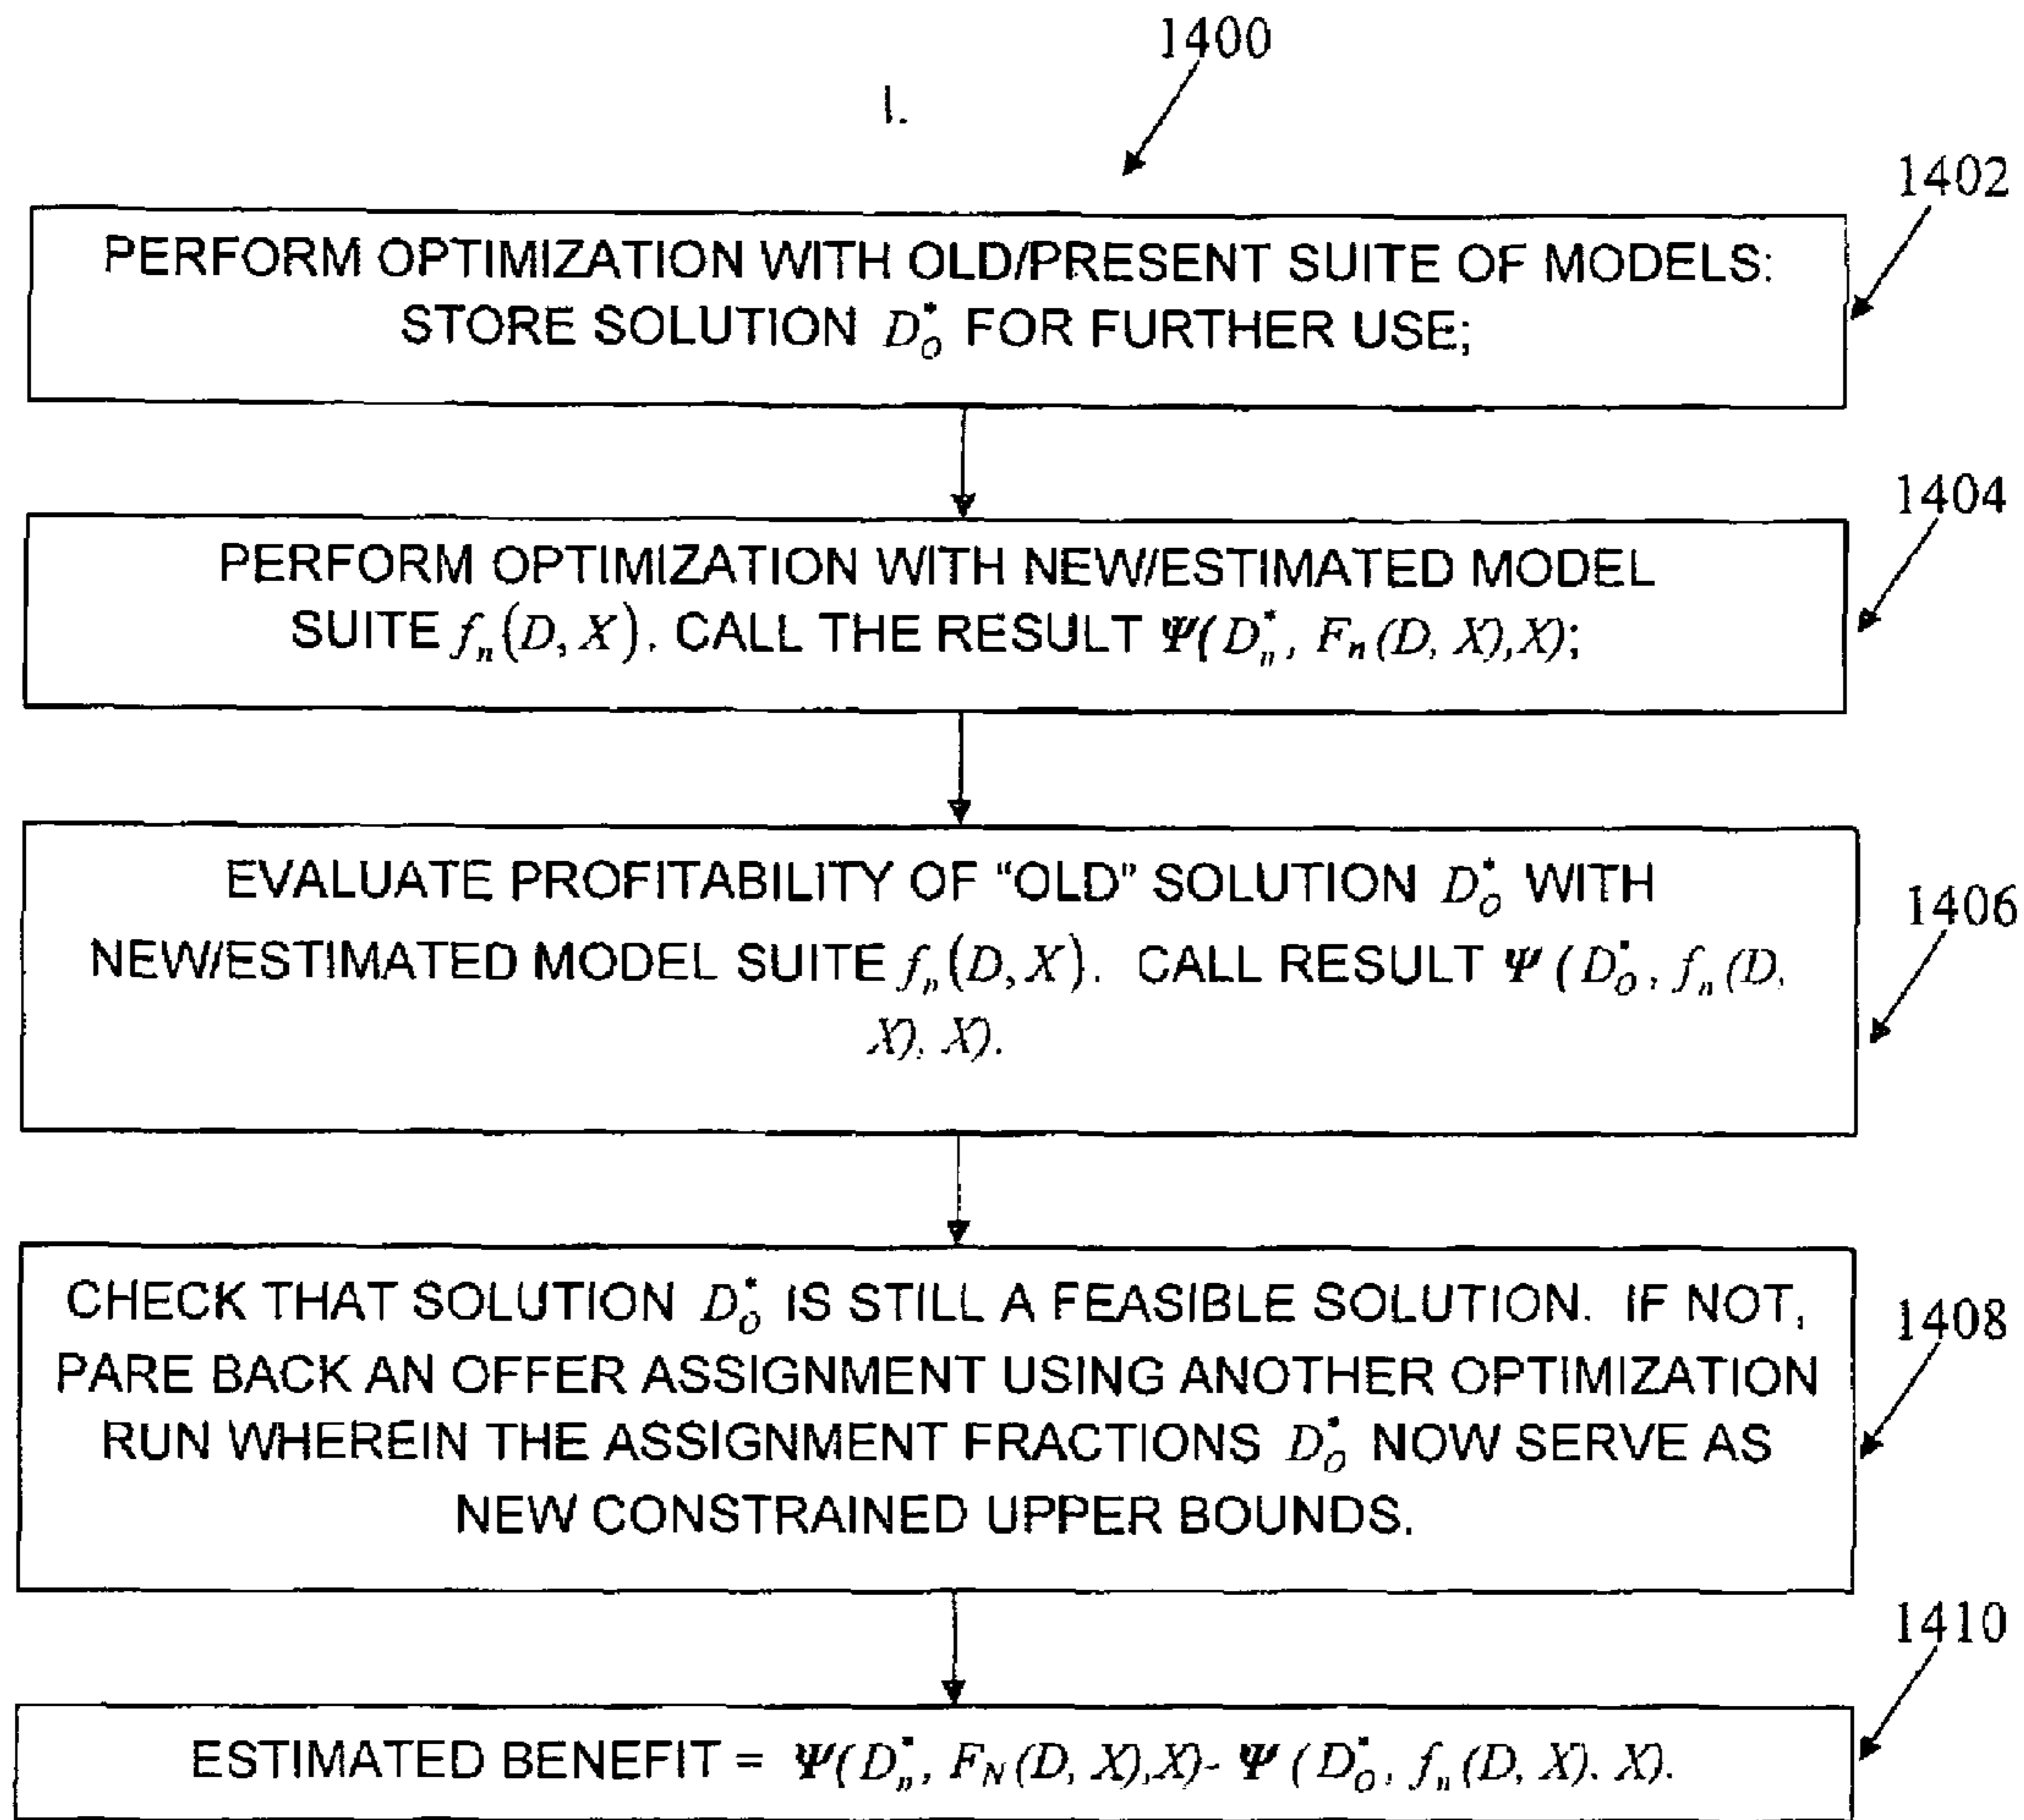 1400
I.
1402
PERFORM OPTIMIZATION WITH OLD/PRESENT SUITE OF MODELS:
STORE SOLUTION D*O FOR FURTHER USE;
1404
PERFORM OPTIMIZATION WITH NEW/ESTIMATED MODEL
SUITE fn(D, X). CALL THE RESULT Ψ(D*n, Fn(D, X),X);
1406
EVALUATE PROFITABILITY OF “OLD” SOLUTION D*O WITH
NEW/ESTIMATED MODEL SUITE fn(D, X). CALL RESULT Ψ (D*O, fn (D,
X), X).
1408
CHECK THAT SOLUTION D*O IS STILL A FEASIBLE SOLUTION. IF NOT,
PARE BACK AN OFFER ASSIGNMENT USING ANOTHER OPTIMIZATION
RUN WHEREIN THE ASSIGNMENT FRACTIONS D*O NOW SERVE AS
NEW CONSTRAINED UPPER BOUNDS.
1410
ESTIMATED BENEFIT = Ψ(D*n, FN(D, X),X)- Ψ (D*O, fn(D, X). X).